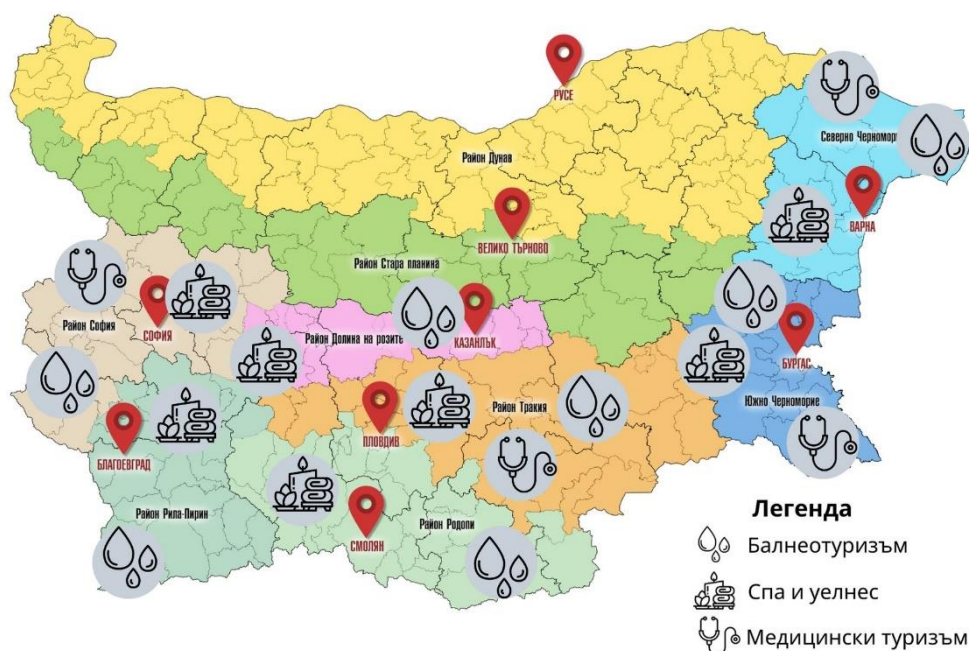 РУСЕ
Северно Черноморие
Район Дунав
ВАРНА
ВЕЛИКО ТЪРНОВО
Район Стара планина
Район София
СОФИЯ
Район Долина на розите
КАЗАНЛЪК
БУРГАС
Южно Черноморие
Район Тракия
ПЛОВДИВ
БЛАГОЕВГРАД
Район Рила-Пирин
СМОЛЯН
Район Родопи
Легенда
Балнеотуризъм
Спа и уелнес
Медицински туризъм